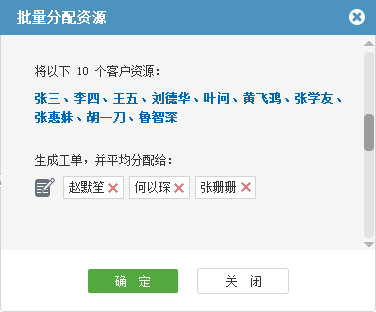 批量分配资源
将以下 10 个客户资源：
张三、李四、王五、刘德华、叶问、黄飞鸿、张学友、
张惠妹、胡一刀、鲁智深
生成工单，并平均分配给：
赵默笙 何以琛 张珊珊
确 定 关 闭